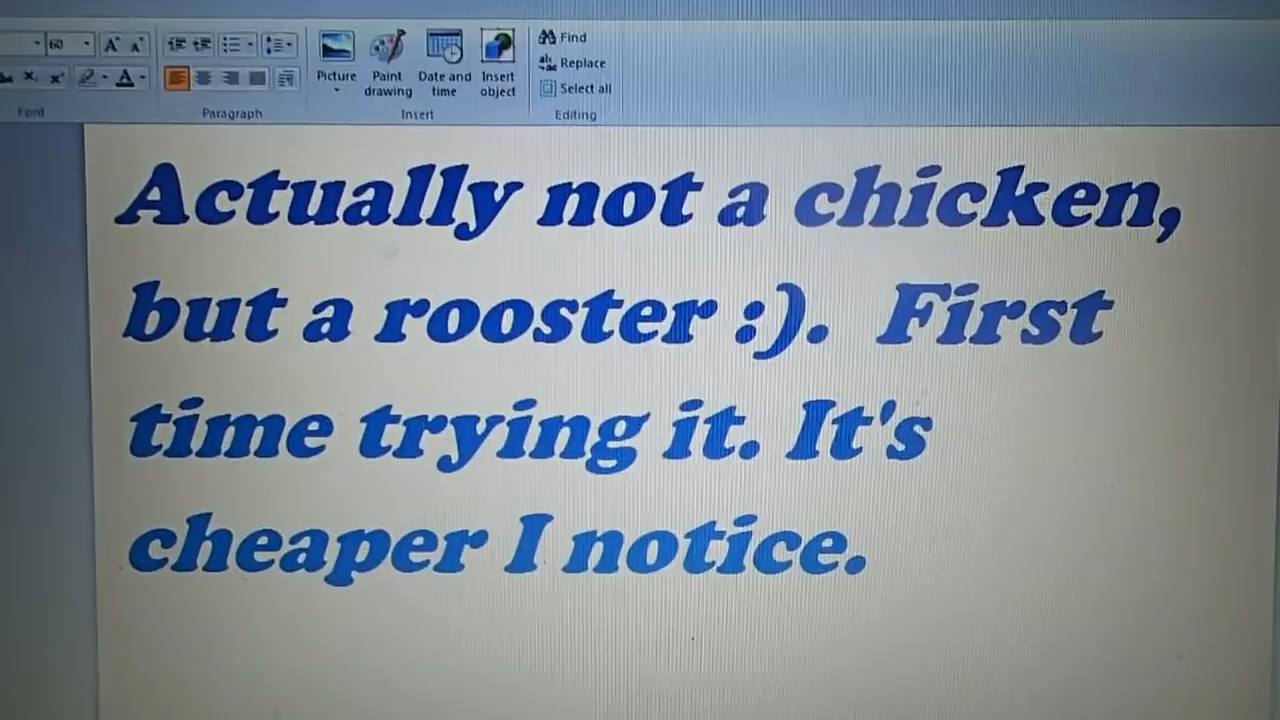 60 A A
Picture Paint drawing Date and time Insert object
Find
Replace
Select all
Font Paragraph Insert Editing
Actually not a chicken,
but a rooster :). First
time trying it. It's
cheaper I notice.